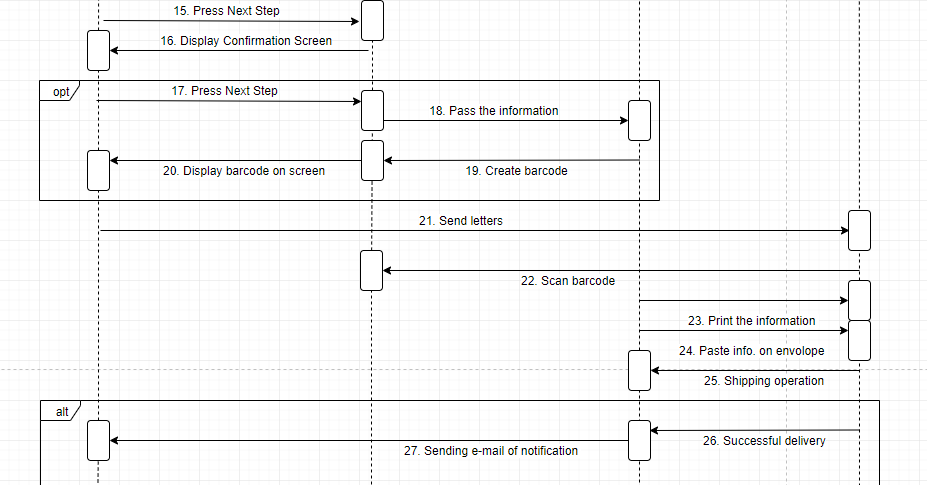 15. Press Next Step
16. Display Confirmation Screen
opt
17. Press Next Step
18. Pass the information
20. Display barcode on screen
19. Create barcode
21. Send letters
22. Scan barcode
23. Print the information
24. Paste info. on envolope
25. Shipping operation
alt
26. Successful delivery
27. Sending e-mail of notification